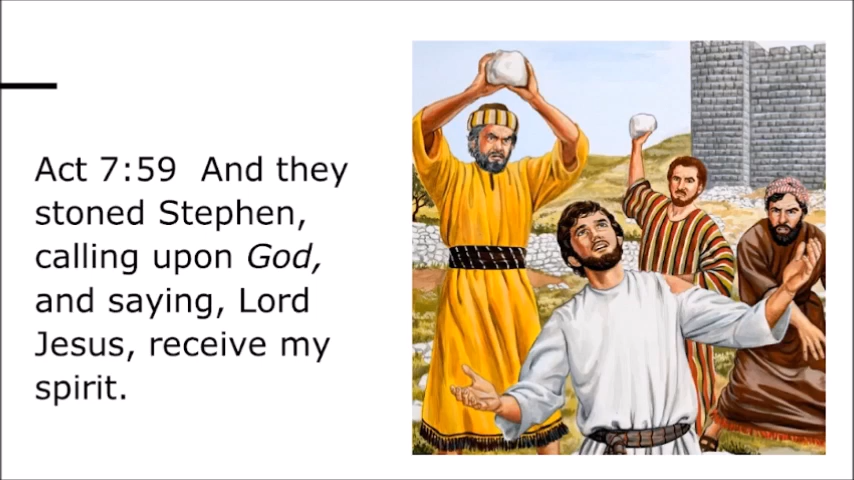 Act 7:59  And they
stoned Stephen,
calling upon God,
and saying, Lord
Jesus, receive my
spirit.